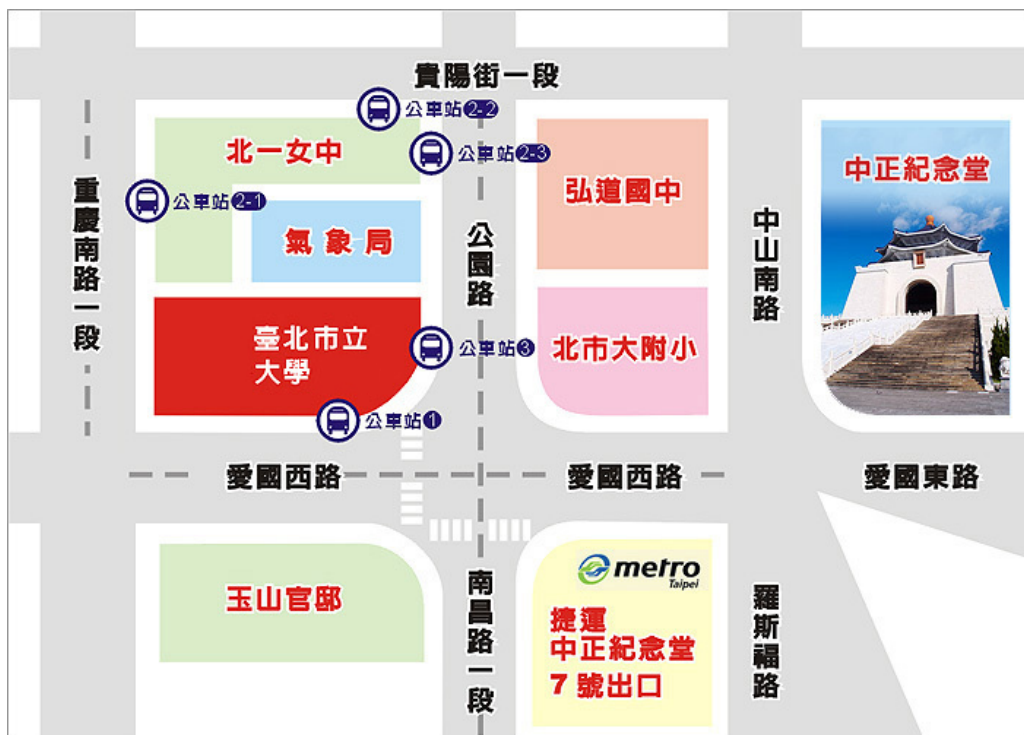 貴陽街一段
公車站2-2
北一女中
公車站2-3
弘道國中
中正紀念堂
公車站2-1
重慶南路一段
氣象局
公園路
中山南路
臺北市立
大學
公車站3
北市大附小
公車站1
愛國西路
愛國西路
愛國東路
玉山官邸
南昌路一段
metro
Taipei
捷運
中正紀念堂
7號出口
羅斯福路